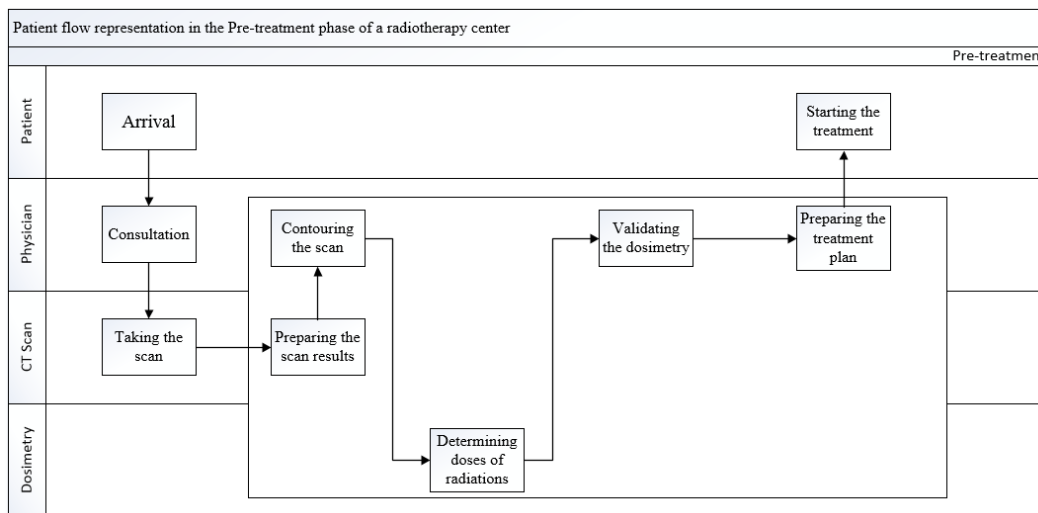 Patient flow representation in the Pre-treatment phase of a radiotherapy center
Pre-treatmen
Patient
Arrival
Starting the
treatment
Physician
Consultation
Contouring
the scan
Validating
the dosimetry
Preparing the
treatment
plan
CT Scan
Taking the
scan
Preparing the
scan results
Dosimetry
Determining
doses of
radiations